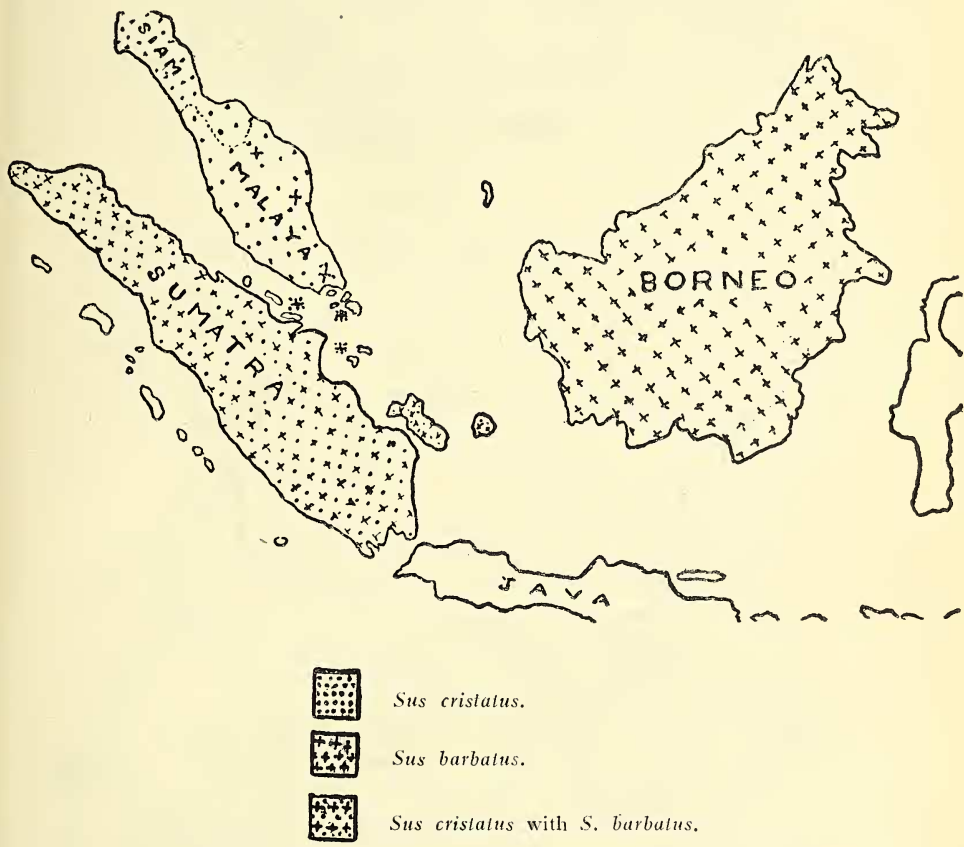 SIAM
MALAYA
SUMATRA
BORNEO
JAVA
Sus cristatus.
Sus barbatus.
Sus cristatus with S. barbatus.